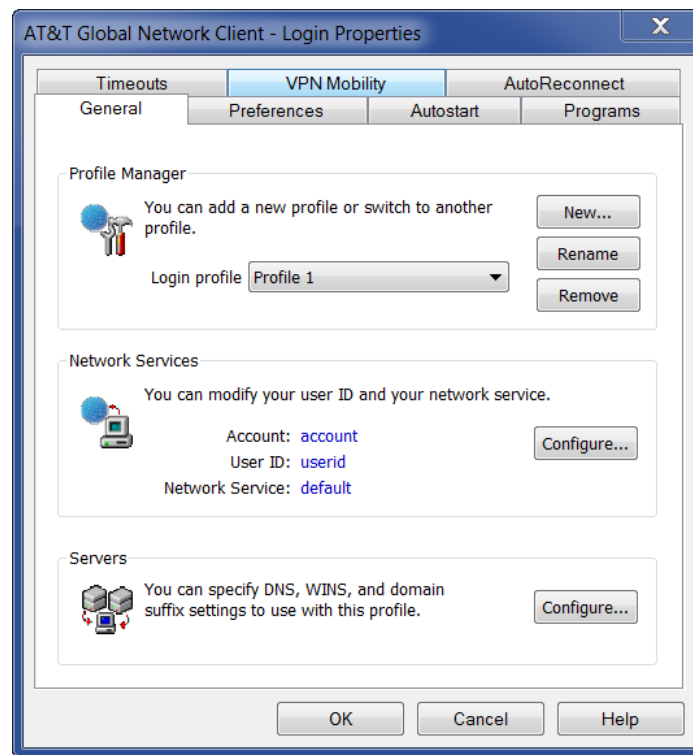 AT&T Global Network Client - Login Properties
X
Timeouts
VPN Mobility
AutoReconnect
General
Preferences
Autostart
Programs
Profile Manager
You can add a new profile or switch to another
profile.
New...
Rename
Login profile
Profile 1
Remove
Network Services
You can modify your user ID and your network service.
Account: account
Configure...
User ID: userid
Network Service: default
Servers
You can specify DNS, WINS, and domain
suffix settings to use with this profile.
Configure...
OK
Cancel
Help